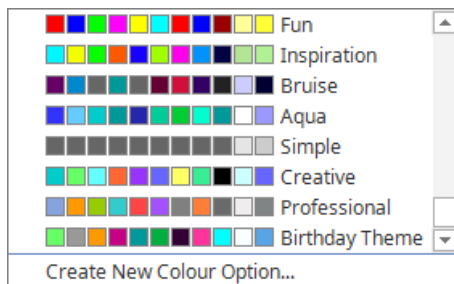 Fun
Inspiration
Bruise
Aqua
Simple
Creative
Professional
Birthday Theme
Create New Colour Option...